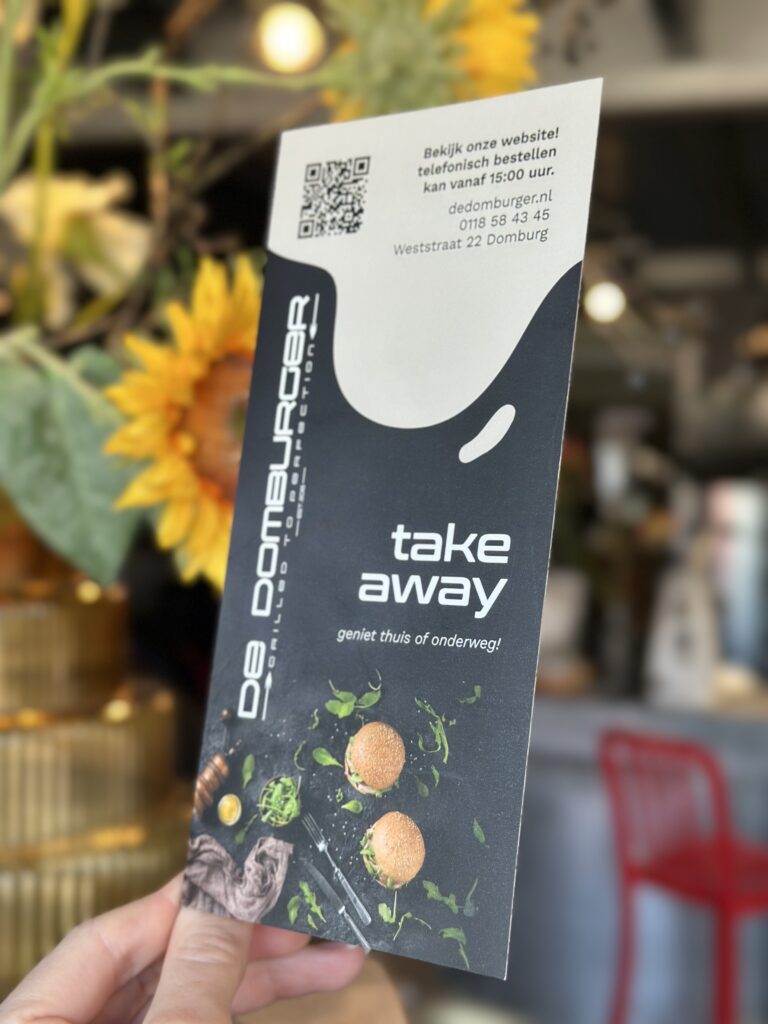 Bekijk onze website!
telefonisch bestellen
kan vanaf 15:00 uur.
dedomburger.nl
0118 58 43 45
Weststraat 22 Domburg
DE DOMBURGER
GRILLED TO PERFECTION
take
away
geniet thuis of onderweg!